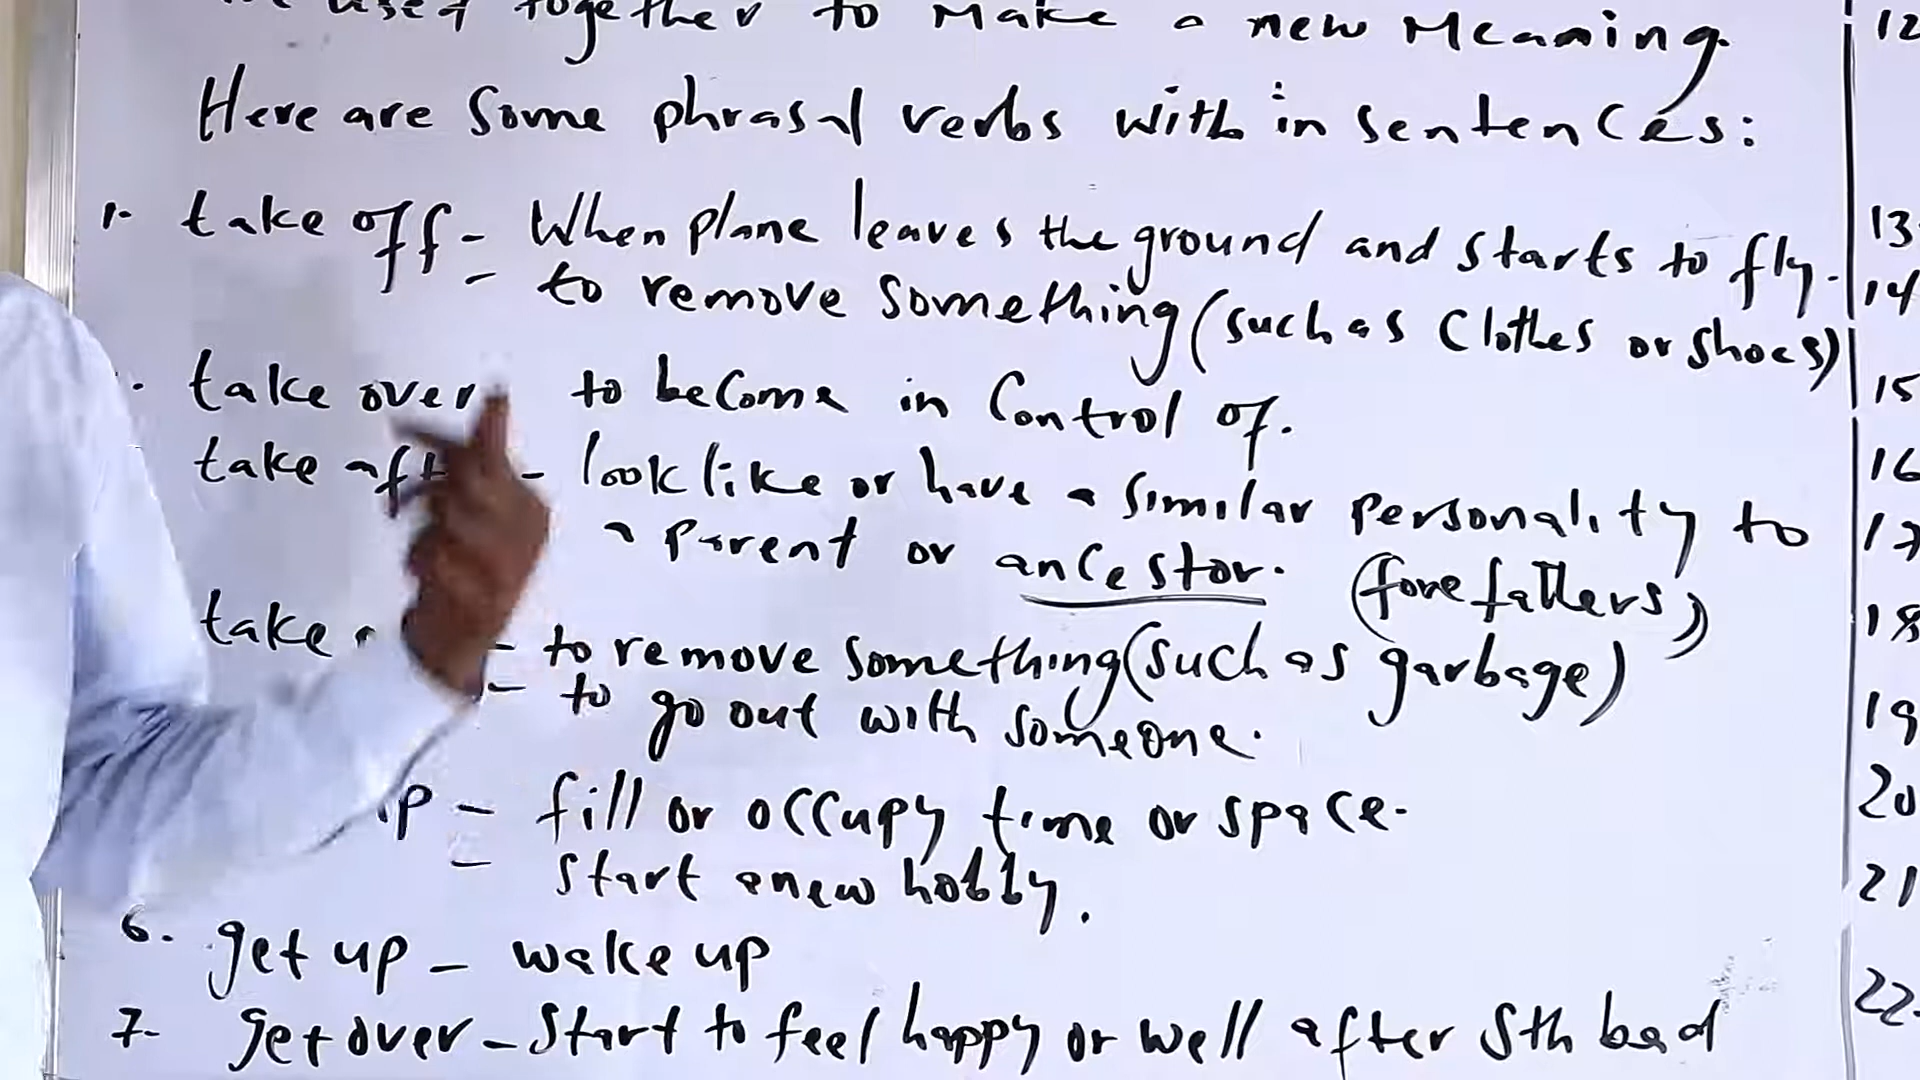 used together to make a new meaning.
Here are some phrasal verbs with in sentences:
1. take off = When plane leaves the ground and starts to fly.
- to remove something (such as clothes or shoes)
take over to become in control of.
take - look like or have a similar personality to
a parent or ancestor. (forefathers)
take - to remove something (such as garbage)
- to go out with someone.
- fill or occupy time or space.
- start a new hobby.
6. get up - wake up
7. get over - start to feel happy or well after sth bad
12
13.
14
15
16
17
18
19
20
21
22.